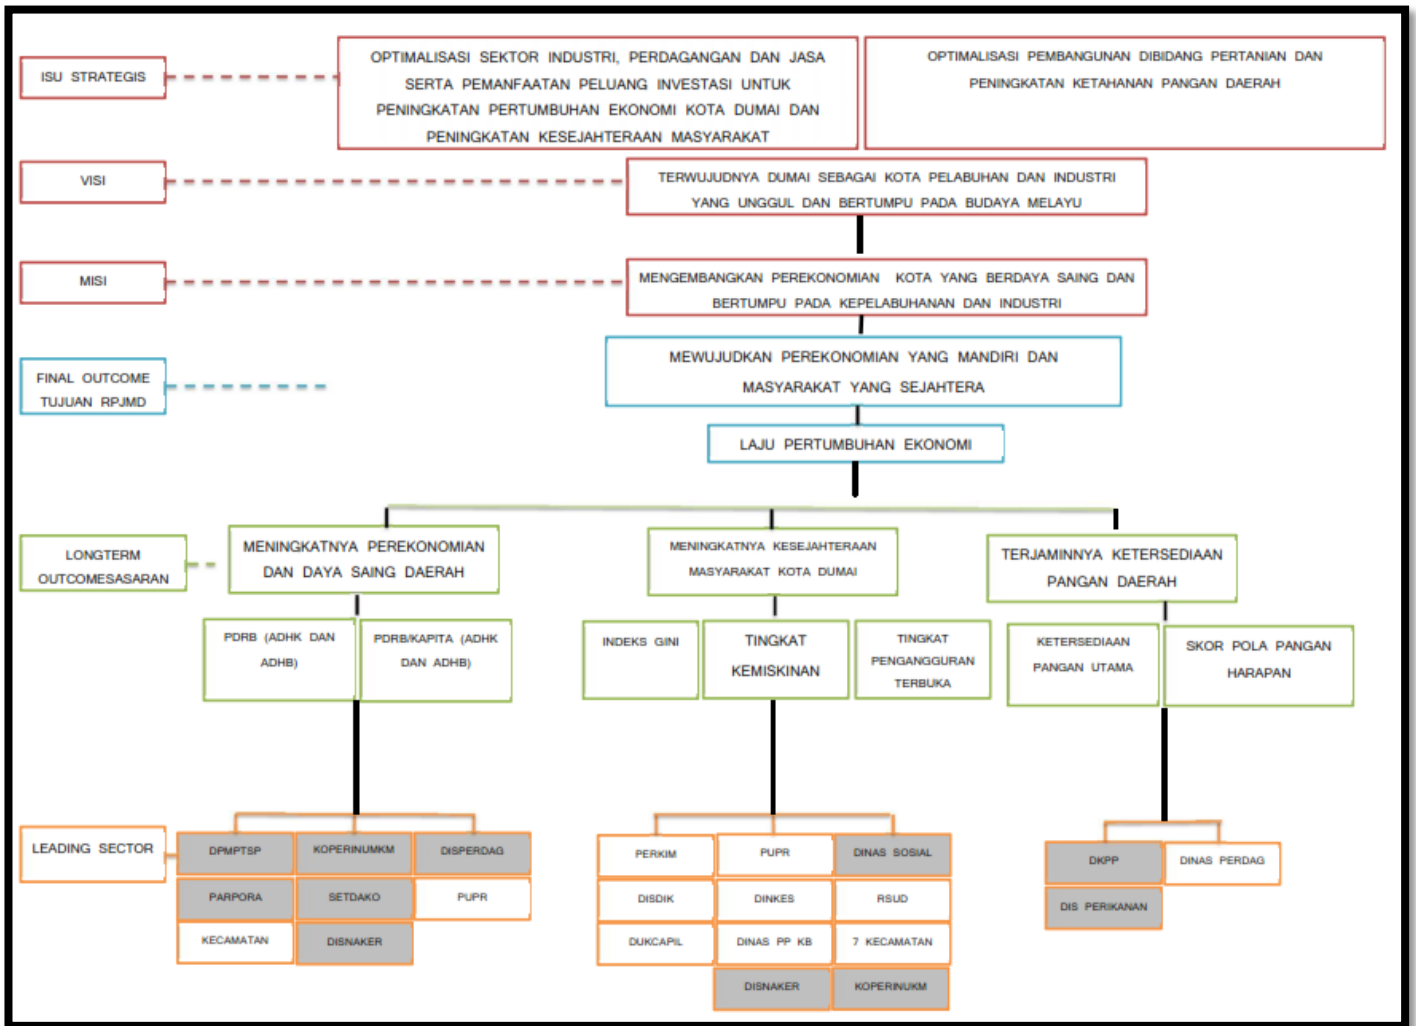 ISU STRATEGIS
OPTIMALISASI SEKTOR INDUSTRI, PERDAGANGAN DAN JASA
SERTA PEMANFAATAN PELUANG INVESTASI UNTUK
PENINGKATAN PERTUMBUHAN EKONOMI KOTA DUMAI DAN
PENINGKATAN KESEJAHTERAAN MASYARAKAT
OPTIMALISASI PEMBANGUNAN DIBIDANG PERTANIAN DAN
PENINGKATAN KETAHANAN PANGAN DAERAH
VISI
TERWUJUDNYA DUMAI SEBAGAI KOTA PELABUHAN DAN INDUSTRI
YANG UNGGUL DAN BERTUMPU PADA BUDAYA MELAYU
MISI
MENGEMBANGKAN PEREKONOMIAN KOTA YANG BERDAYA SAING DAN
BERTUMPU PADA KEPELABUHANAN DAN INDUSTRI
FINAL OUTCOME
TUJUAN RPJMD
MEWUJUDKAN PEREKONOMIAN YANG MANDIRI DAN
MASYARAKAT YANG SEJAHTERA
LAJU PERTUMBUHAN EKONOMI
LONGTERM
OUTCOMESASARAN
MENINGKATNYA PEREKONOMIAN
DAN DAYA SAING DAERAH
MENINGKATNYA KESEJAHTERAAN
MASYARAKAT KOTA DUMAI
TERJAMINNYA KETERSEDIAAN
PANGAN DAERAH
PDRB (ADHK DAN
ADHB)
PDRB/KAPITA (ADHK
DAN ADHB)
INDEKS GINI
TINGKAT
KEMISKINAN
TINGKAT
PENGANGGURAN
TERBUKA
KETERSEDIAAN
PANGAN UTAMA
SKOR POLA PANGAN
HARAPAN
LEADING SECTOR
DPMPTSP
KOPERINUMKM
DISPERDAG
PARPORA
SETDAKO
PUPR
KECAMATAN
DISNAKER
PERKIM
PUPR
DINAS SOSIAL
DISDIK
DINKES
RSUD
DUKCAPIL
DINAS PP KB
7 KECAMATAN
DISNAKER
KOPERINUKM
DKPP
DINAS PERDAG
DIS PERIKANAN